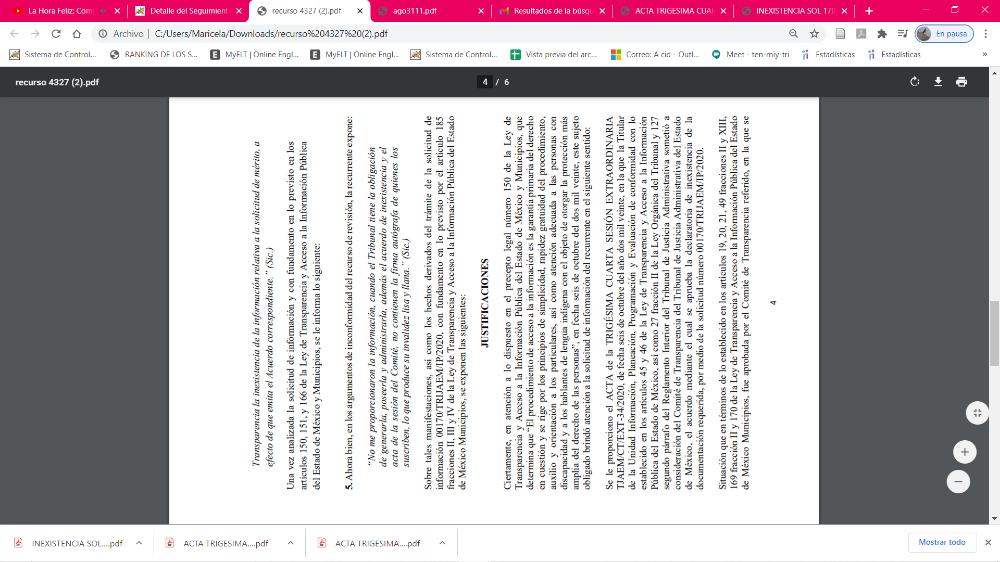 La Hora Feliz: Com
Detalle del Seguimient
recurso 4327 (2).pdf
ago3111.pdf
Resultados de la búsqu
ACTA TRIGESIMA CUAR
INEXISTENCIA SOL 170
Archivo
C:/Users/Maricela/Downloads/recurso%204327%20(2).pdf
En pausa
Sistema de Control...
RANKING DE LOS S...
MyELT | Online Engl...
MyELT | Online Engl...
Sistema de Control...
Vista previa del arc...
Correo: A cid - Outl...
Meet - ten-rniy-tri
Estadísticas
Estadísticas
»
recurso 4327 (2).pdf
4 / 6
Transparencia la inexistencia de la información relativa a la solicitud de mérito, a
efecto de que emita el Acuerdo correspondiente.” (Sic.)
Una vez analizada la solicitud de información y con fundamento en lo previsto en los
artículos 150, 151, y 166 de la Ley de Transparencia y Acceso a la Información Pública
del Estado de México y Municipios, se le informa lo siguiente:
5. Ahora bien, en los argumentos de inconformidad del recurso de revisión, la recurrente expone:
“No me proporcionaron la información, cuando el Tribunal tiene la obligación
de generarla, poseerla y administrarla, además el acuerdo de inexistencia y el
acta de la sesión del Comité, no contienen la firma autógrafa de quienes los
suscriben, lo que produce su invalidez lisa y llana.” (Sic.)
Sobre tales manifestaciones, así como los hechos derivados del trámite de la solicitud de
información 00170/TRIJAEM/IP/2020, con fundamento en lo previsto por el artículo 185
fracciones II, III y IV de la Ley de Transparencia y Acceso a la Información Pública del Estado
de México Municipios, se exponen las siguientes:
JUSTIFICACIONES
Ciertamente, en atención a lo dispuesto en el precepto legal número 150 de la Ley de
Transparencia y Acceso a la Información Pública del Estado de México y Municipios, que
determina que “El procedimiento de acceso a la información es la garantía primaria del derecho
en cuestión y se rige por los principios de simplicidad, rapidez gratuidad del procedimiento,
auxilio y orientación a los particulares, así como atención adecuada a las personas con
discapacidad y a los hablantes de lengua indígena con el objeto de otorgar la protección más
amplia del derecho de las personas”, en fecha seis de octubre del dos mil veinte, este sujeto
obligado brindó atención a la solicitud de información del recurrente en el siguiente sentido:
Se le proporciono el ACTA de la TRIGÉSIMA CUARTA SESIÓN EXTRAORDINARIA
TJAEM/CT/EXT-34/2020, de fecha seis de octubre del año dos mil veinte, en la que la Titular
de la Unidad Información, Planeación, Programación y Evaluación de conformidad con lo
establecido en los artículos 45 y 46 de la Ley de Transparencia y Acceso a la Información
Pública del Estado de México, así como 27 fracción II de la Ley Orgánica del Tribunal y 127
segundo párrafo del Reglamento Interior del Tribunal de Justicia Administrativa sometió a
consideración del Comité de Transparencia del Tribunal de Justicia Administrativa del Estado
de México, el acuerdo mediante el cual se aprueba la declaratoria de inexistencia de la
documentación requerida, por medio de la solicitud número 00170/TRIJAEM/IP/2020.
Situación que en términos de lo establecido en los artículos 19, 20, 21, 49 fracciones II y XIII,
169 fracción II y 170 de la Ley de Transparencia y Acceso a la Información Pública del Estado
de México Municipios, fue aprobada por el Comité de Transparencia referido, en la que se
4
INEXISTENCIA SOL....pdf
ACTA TRIGESIMA....pdf
ACTA TRIGESIMA....pdf
Mostrar todo